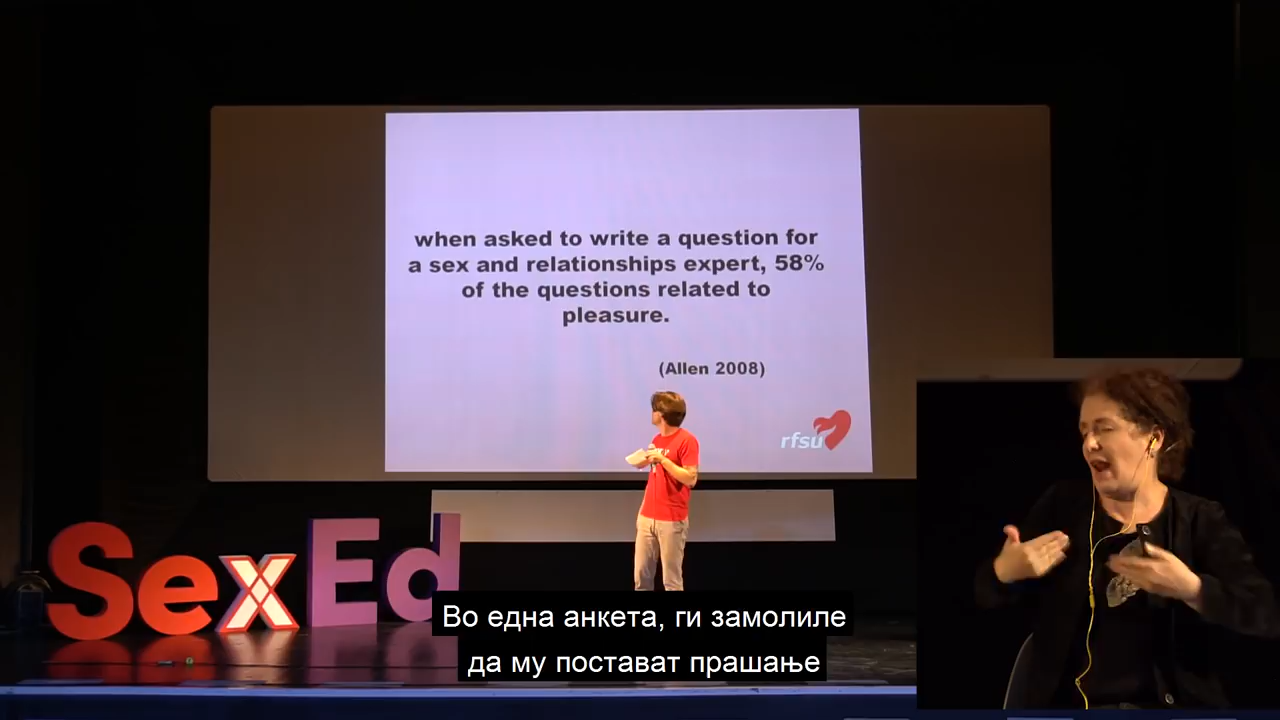 when asked to write a question for
a sex and relationships expert, 58%
of the questions related to
pleasure.
(Allen 2008)
rfsu
SexEd
Во една анкета, ги замолиле
да му постават прашање